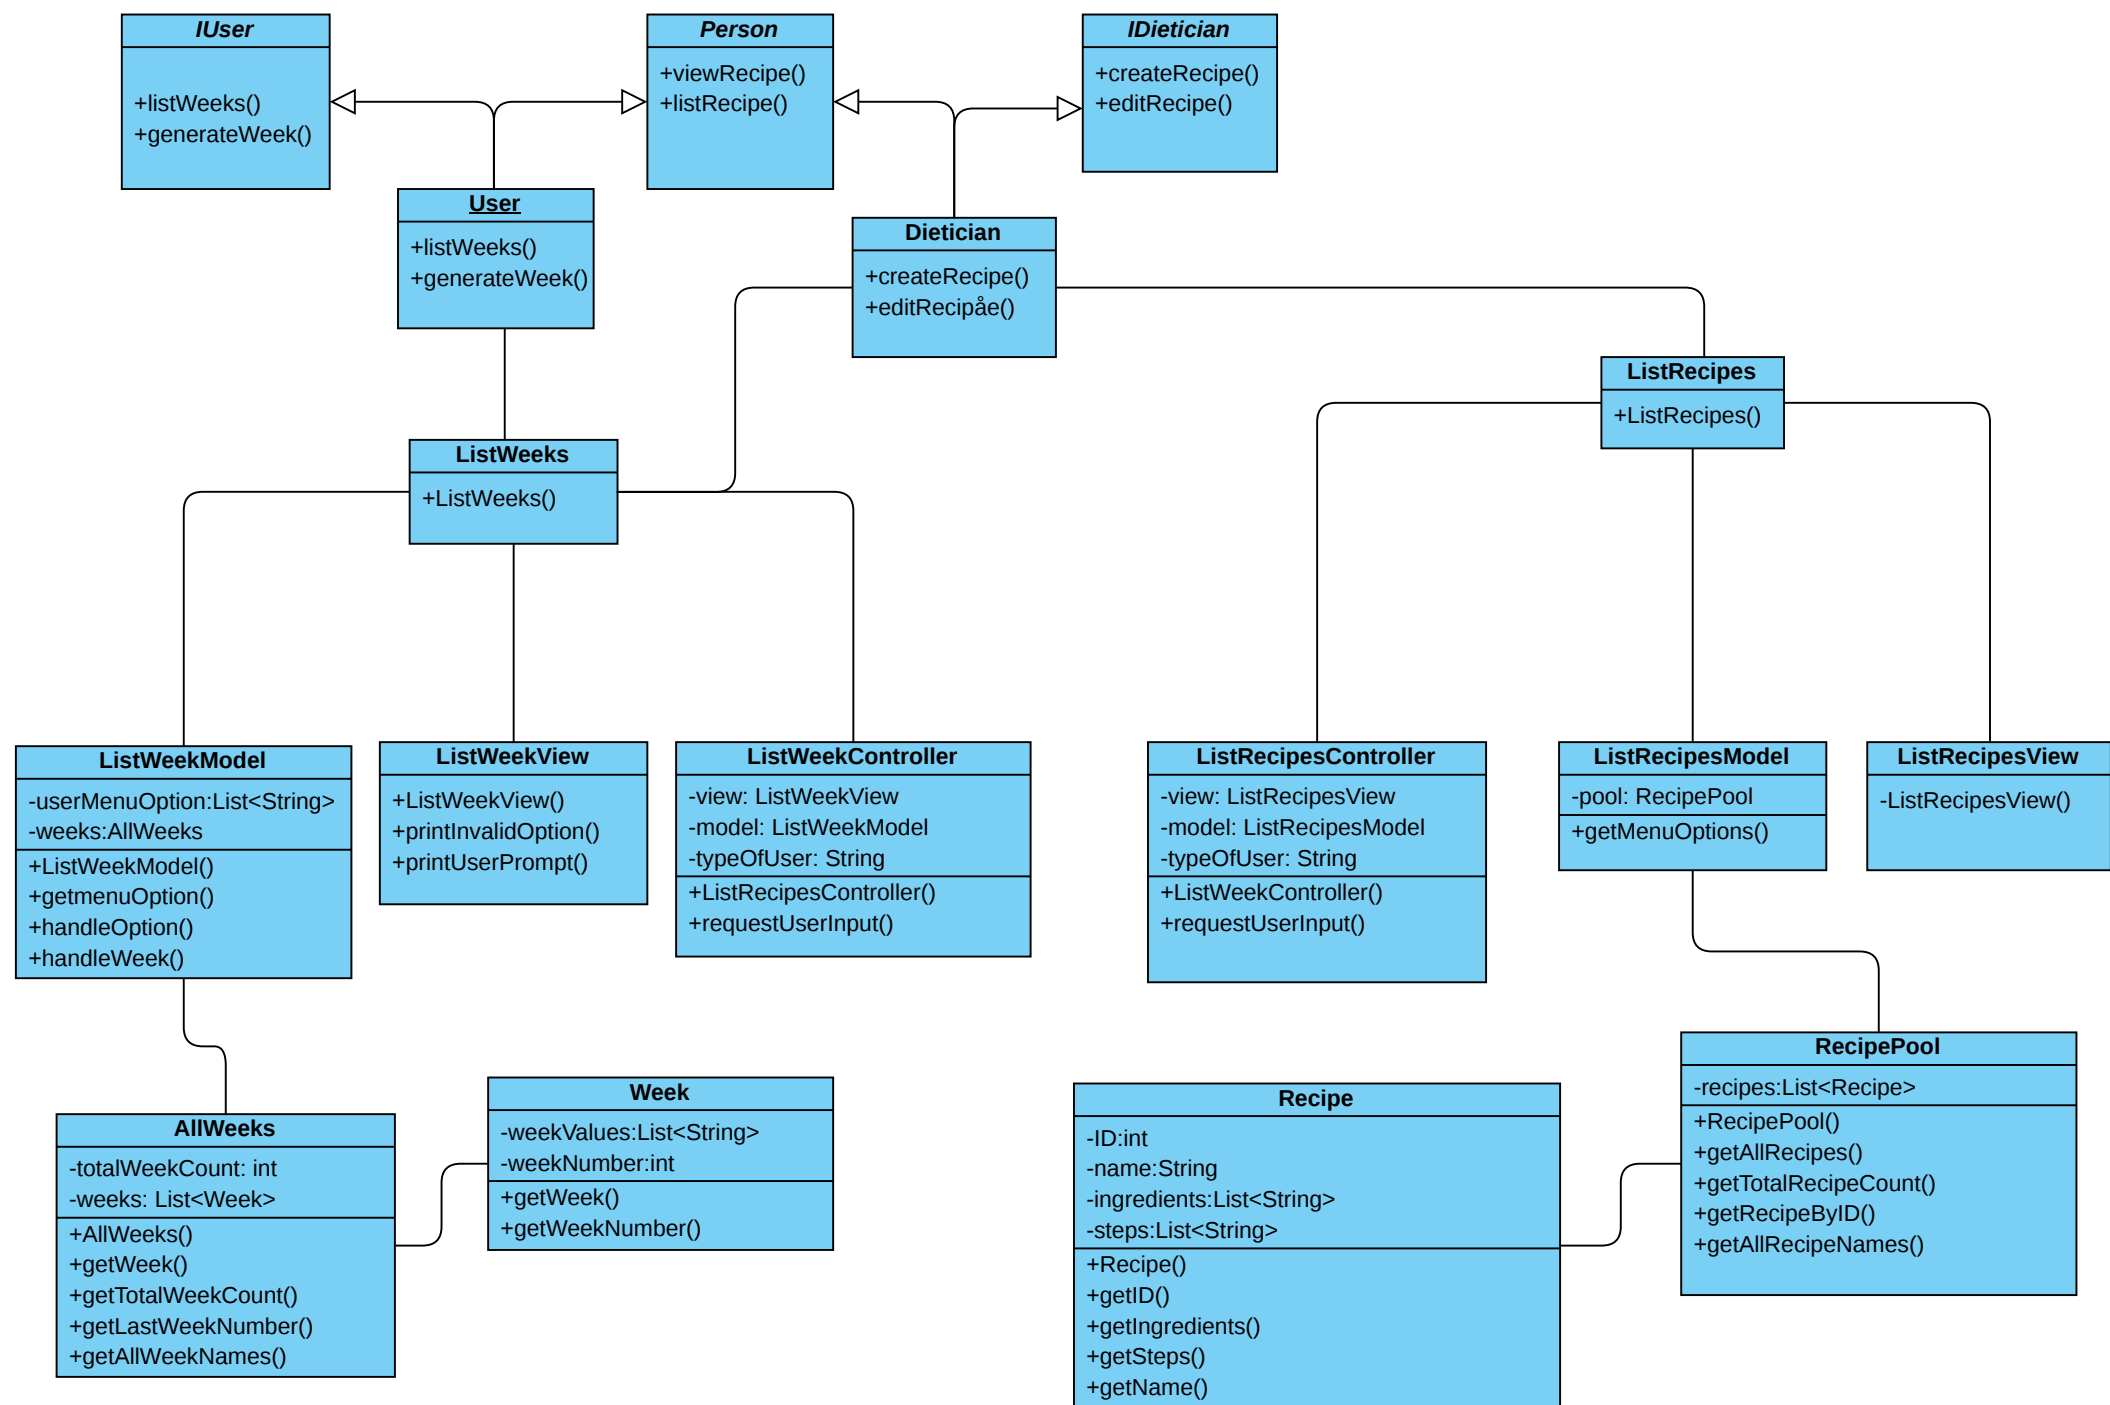 IUser
+listWeeks()
+generateWeek()
Person
+viewRecipe()
+listRecipe()
IDietician
+createRecipe()
+editRecipe()
User
+listWeeks()
+generateWeek()
Dietician
+createRecipe()
+editRecipåe()
ListRecipes
+ListRecipes()
ListWeeks
+ListWeeks()
ListWeekModel
-userMenuOption:List<String>
-weeks:AllWeeks
+ListWeekModel()
+getmenuOption()
+handleOption()
+handleWeek()
ListWeekView
+ListWeekView()
+printInvalidOption()
+printUserPrompt()
ListWeekController
-view: ListWeekView
-model: ListWeekModel
-typeOfUser: String
+ListRecipesController()
+requestUserInput()
ListRecipesController
-view: ListRecipesView
-model: ListRecipesModel
-typeOfUser: String
+ListWeekController()
+requestUserInput()
ListRecipesModel
-pool: RecipePool
+getMenuOptions()
ListRecipesView
-ListRecipesView()
AllWeeks
-totalWeekCount: int
-weeks: List<Week>
+AllWeeks()
+getWeek()
+getTotalWeekCount()
+getLastWeekNumber()
+getAllWeekNames()
Week
-weekValues:List<String>
-weekNumber:int
+getWeek()
+getWeekNumber()
Recipe
-ID:int
-name:String
-ingredients:List<String>
-steps:List<String>
+Recipe()
+getID()
+getIngredients()
+getSteps()
+getName()
RecipePool
-recipes:List<Recipe>
+RecipePool()
+getAllRecipes()
+getTotalRecipeCount()
+getRecipeByID()
+getAllRecipeNames()